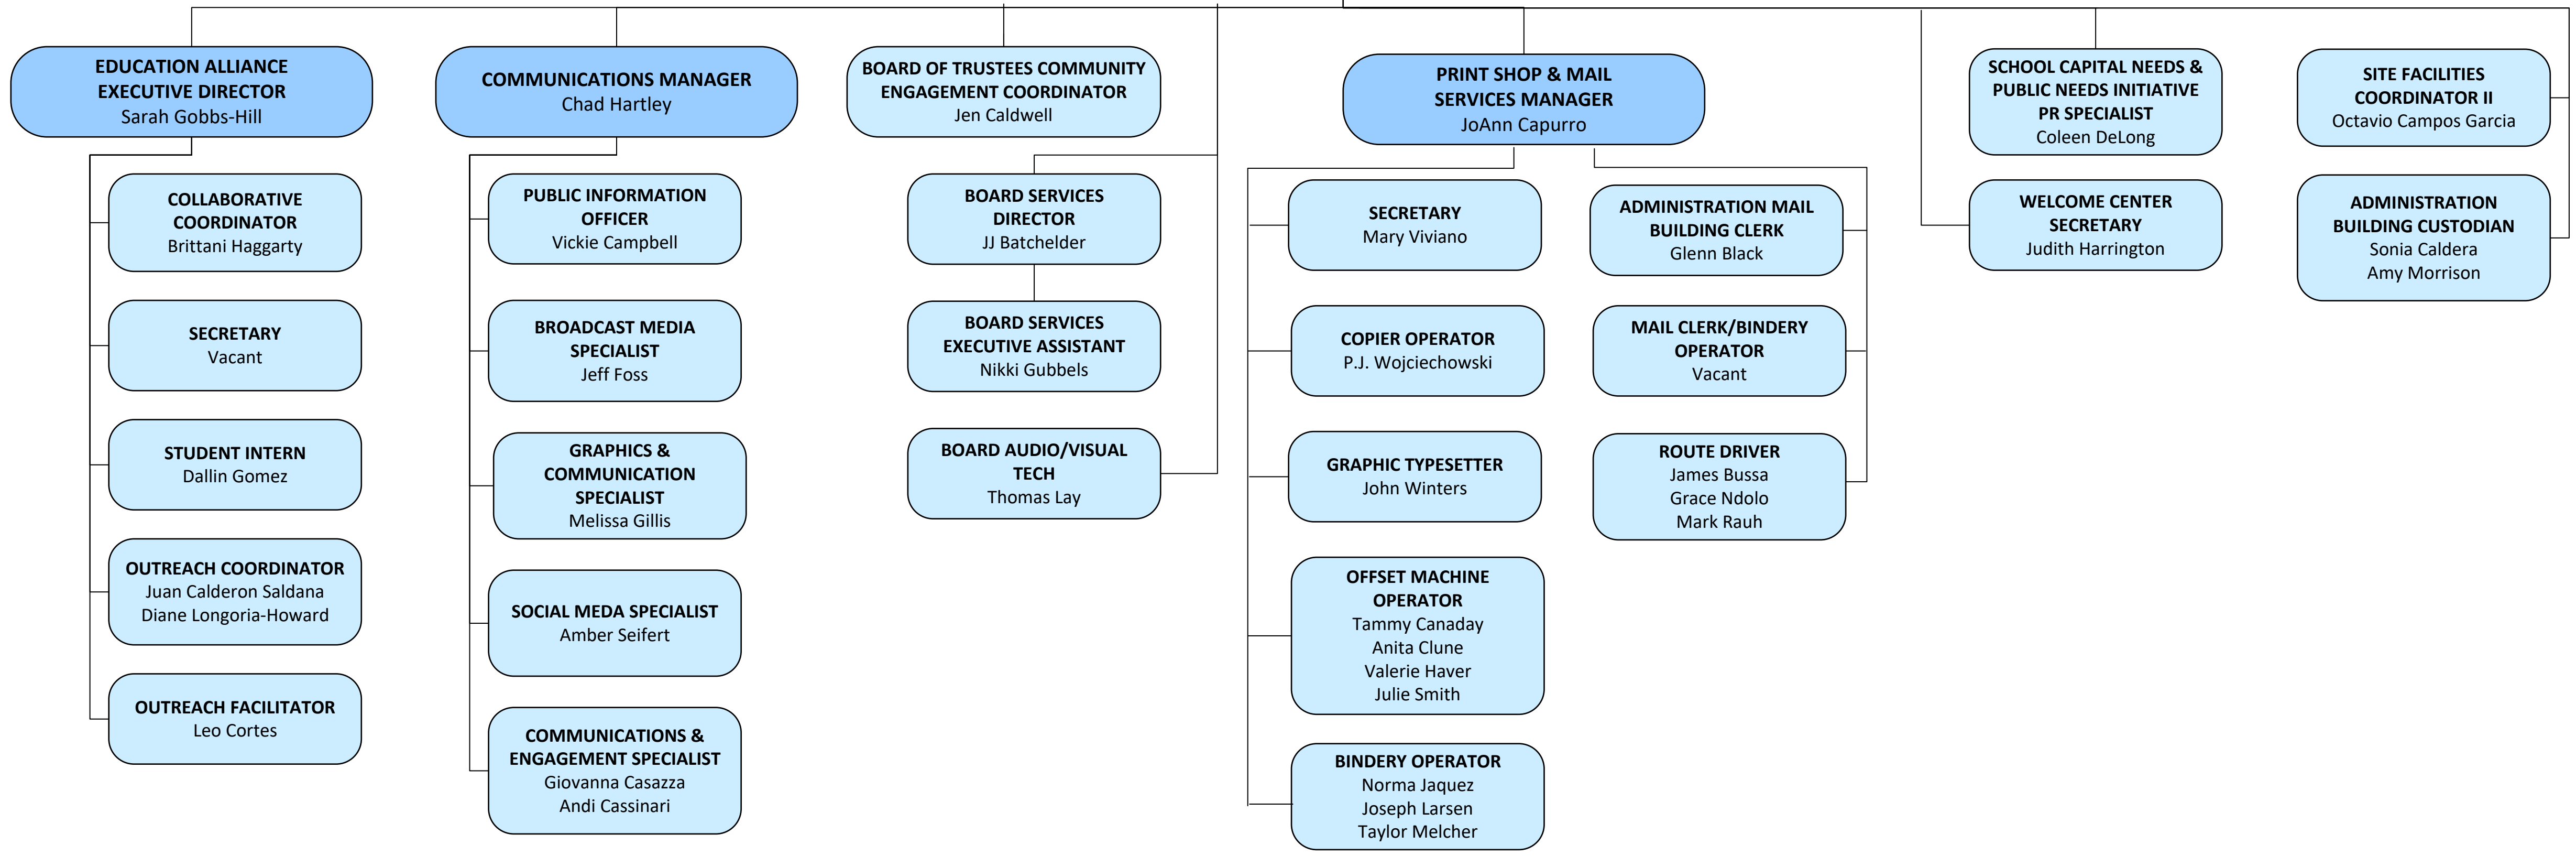 EDUCATION ALLIANCE
EXECUTIVE DIRECTOR
Sarah Gobbs-Hill
COLLABORATIVE
COORDINATOR
Brittani Haggarty
SECRETARY
Vacant
STUDENT INTERN
Dallin Gomez
OUTREACH COORDINATOR
Juan Calderon Saldana
Diane Longoria-Howard
OUTREACH FACILITATOR
Leo Cortes
COMMUNICATIONS MANAGER
Chad Hartley
PUBLIC INFORMATION
OFFICER
Vickie Campbell
BROADCAST MEDIA
SPECIALIST
Jeff Foss
GRAPHICS &
COMMUNICATION
SPECIALIST
Melissa Gillis
SOCIAL MEDA SPECIALIST
Amber Seifert
COMMUNICATIONS &
ENGAGEMENT SPECIALIST
Giovanna Casazza
Andi Cassinari
BOARD OF TRUSTEES COMMUNITY
ENGAGEMENT COORDINATOR
Jen Caldwell
BOARD SERVICES
DIRECTOR
JJ Batchelder
BOARD SERVICES
EXECUTIVE ASSISTANT
Nikki Gubbels
BOARD AUDIO/VISUAL
TECH
Thomas Lay
PRINT SHOP & MAIL
SERVICES MANAGER
JoAnn Capurro
SECRETARY
Mary Viviano
COPIER OPERATOR
P.J. Wojciechowski
GRAPHIC TYPESETTER
John Winters
OFFSET MACHINE
OPERATOR
Tammy Canaday
Anita Clune
Valerie Haver
Julie Smith
BINDERY OPERATOR
Norma Jaquez
Joseph Larsen
Taylor Melcher
ADMINISTRATION MAIL
BUILDING CLERK
Glenn Black
MAIL CLERK/BINDERY
OPERATOR
Vacant
ROUTE DRIVER
James Bussa
Grace Ndolo
Mark Rauh
SCHOOL CAPITAL NEEDS &
PUBLIC NEEDS INITIATIVE
PR SPECIALIST
Coleen DeLong
WELCOME CENTER
SECRETARY
Judith Harrington
SITE FACILITIES
COORDINATOR II
Octavio Campos Garcia
ADMINISTRATION
BUILDING CUSTODIAN
Sonia Caldera
Amy Morrison